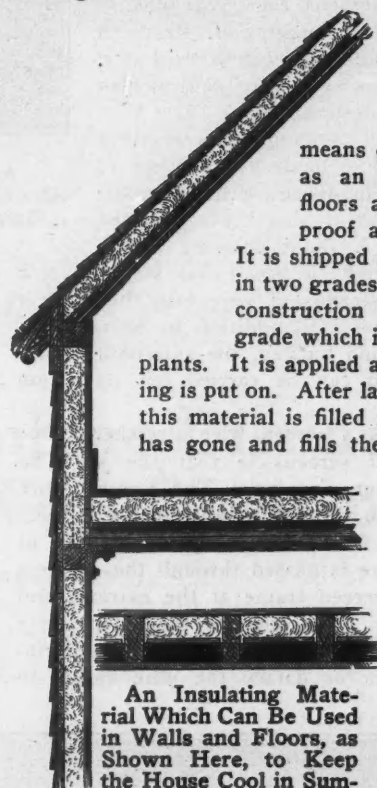 means
as an
floors a
proof a
It is shipped
in two grades
construction
grade which i
plants. It is applied a
ing is put on. After la
this material is filled
has gone and fills the
An Insulating Mate-
rial Which Can Be Used
in Walls and Floors, as
Shown Here, to Keep
the House Cool in Sum-